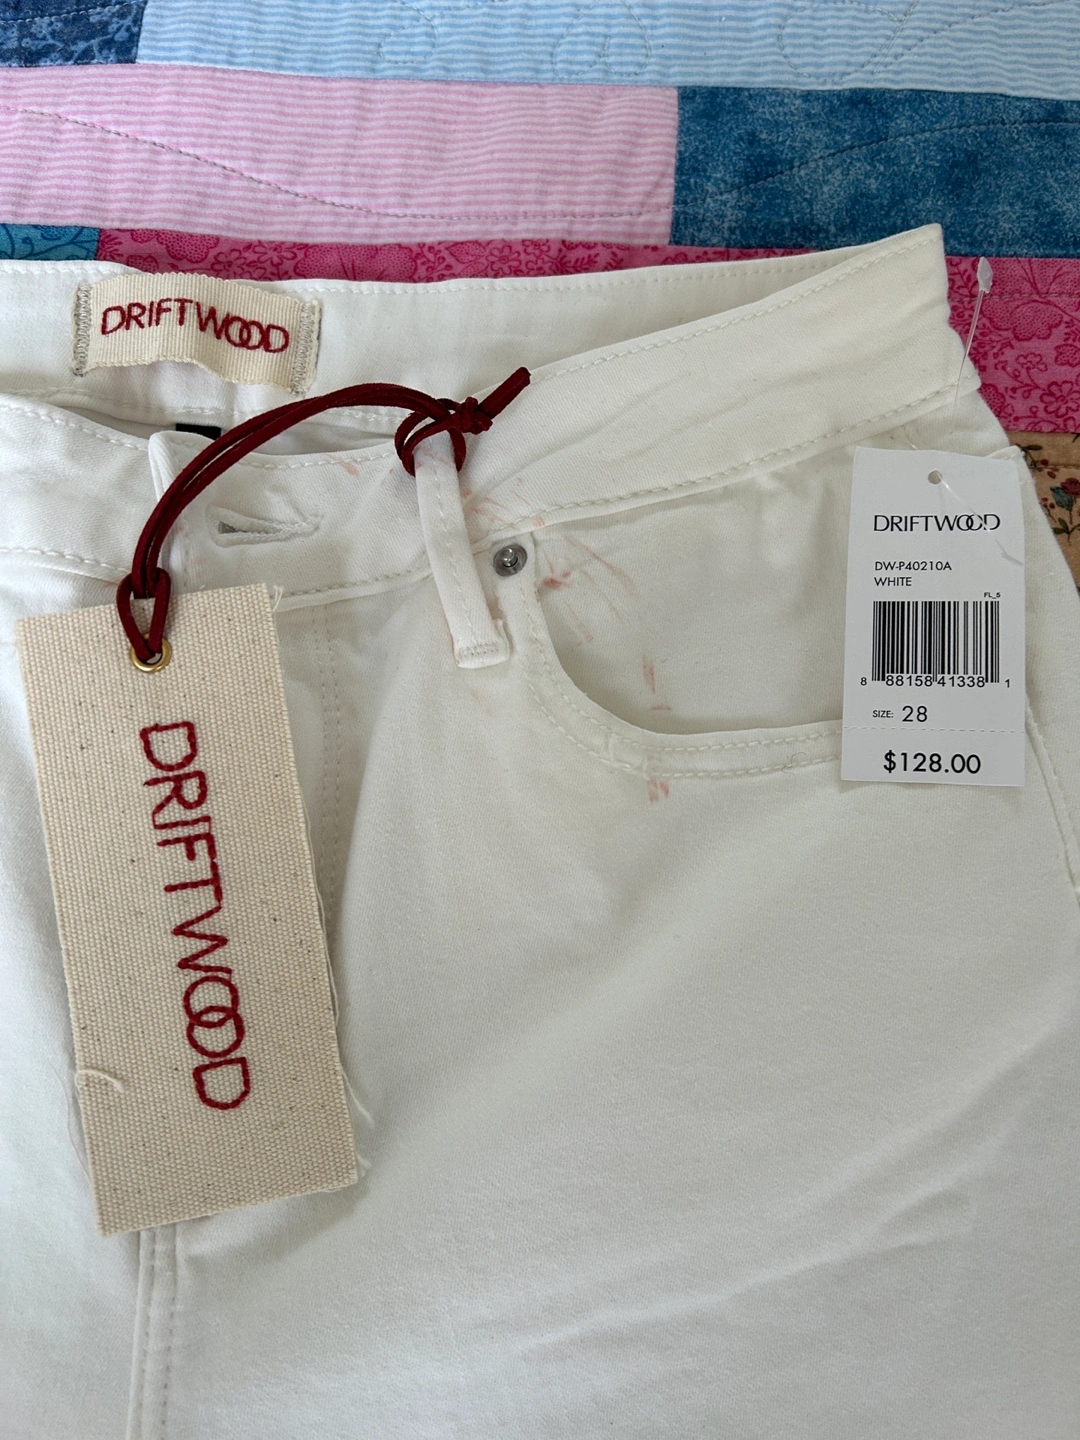 DRIFTWOOD
DRIFTWOOD
DW-P40210A
WHITE
FL_5
8 88158 41338 1
SIZE: 28
$128.00
DRIFTWOOD